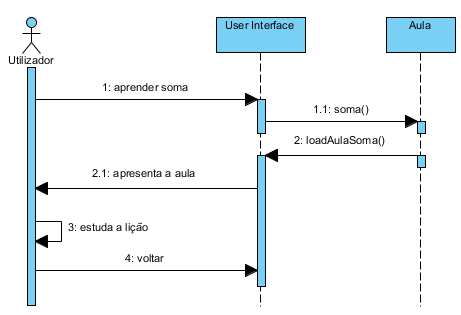 User Interface
Aula
Utilizador
1: aprender soma
1.1: soma()
2: loadAulaSoma()
2.1: apresenta a aula
3: estuda a lição
4: voltar